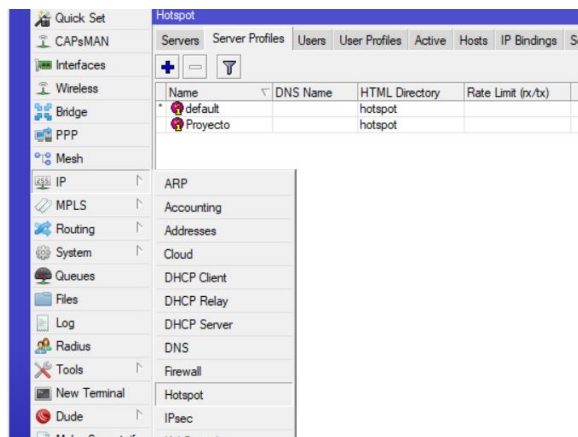 Quick Set
CAPsMAN
Interfaces
Wireless
Bridge
PPP
Mesh
IP
MPLS
Routing
System
Queues
Files
Log
Radius
Tools
New Terminal
Dude
Hotspot
Servers Server Profiles Users User Profiles Active Hosts IP Bindings
Name DNS Name HTML Directory Rate Limit (rx/tx)
* default hotspot
Proyecto hotspot
ARP
Accounting
Addresses
Cloud
DHCP Client
DHCP Relay
DHCP Server
DNS
Firewall
Hotspot
IPsec